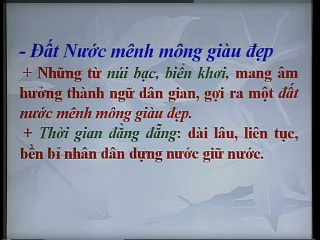 - Đất Nước mênh mông giàu đẹp
+ Những từ núi bạc, biển khơi, mang âm
hưởng thành ngữ dân gian, gợi ra một đất
nước mênh mông giàu đẹp.
+ Thời gian đằng đẵng: dài lâu, liên tục,
bền bỉ nhân dân dựng nước giữ nước.